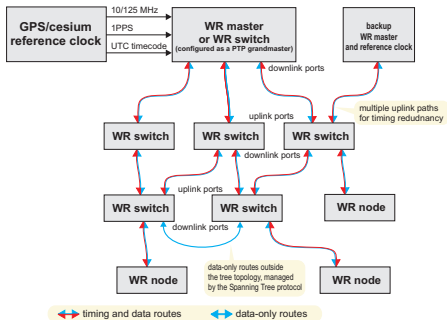 GPS/cesium
reference clock
10/125 MHz
1PPS
UTC timecode
WR master
or WR switch
(configured as a PTP grandmaster)
backup
WR master
and reference clock
downlink ports
multiple uplink paths
for timing redudnancy
uplink ports
WR switch
WR switch
WR switch
downlink ports
uplink ports
WR switch
WR switch
WR node
downlink ports
data-only routes outside
the tree topology, managed
by the Spanning Tree protocol
WR node
WR node
timing and data routes
data-only routes